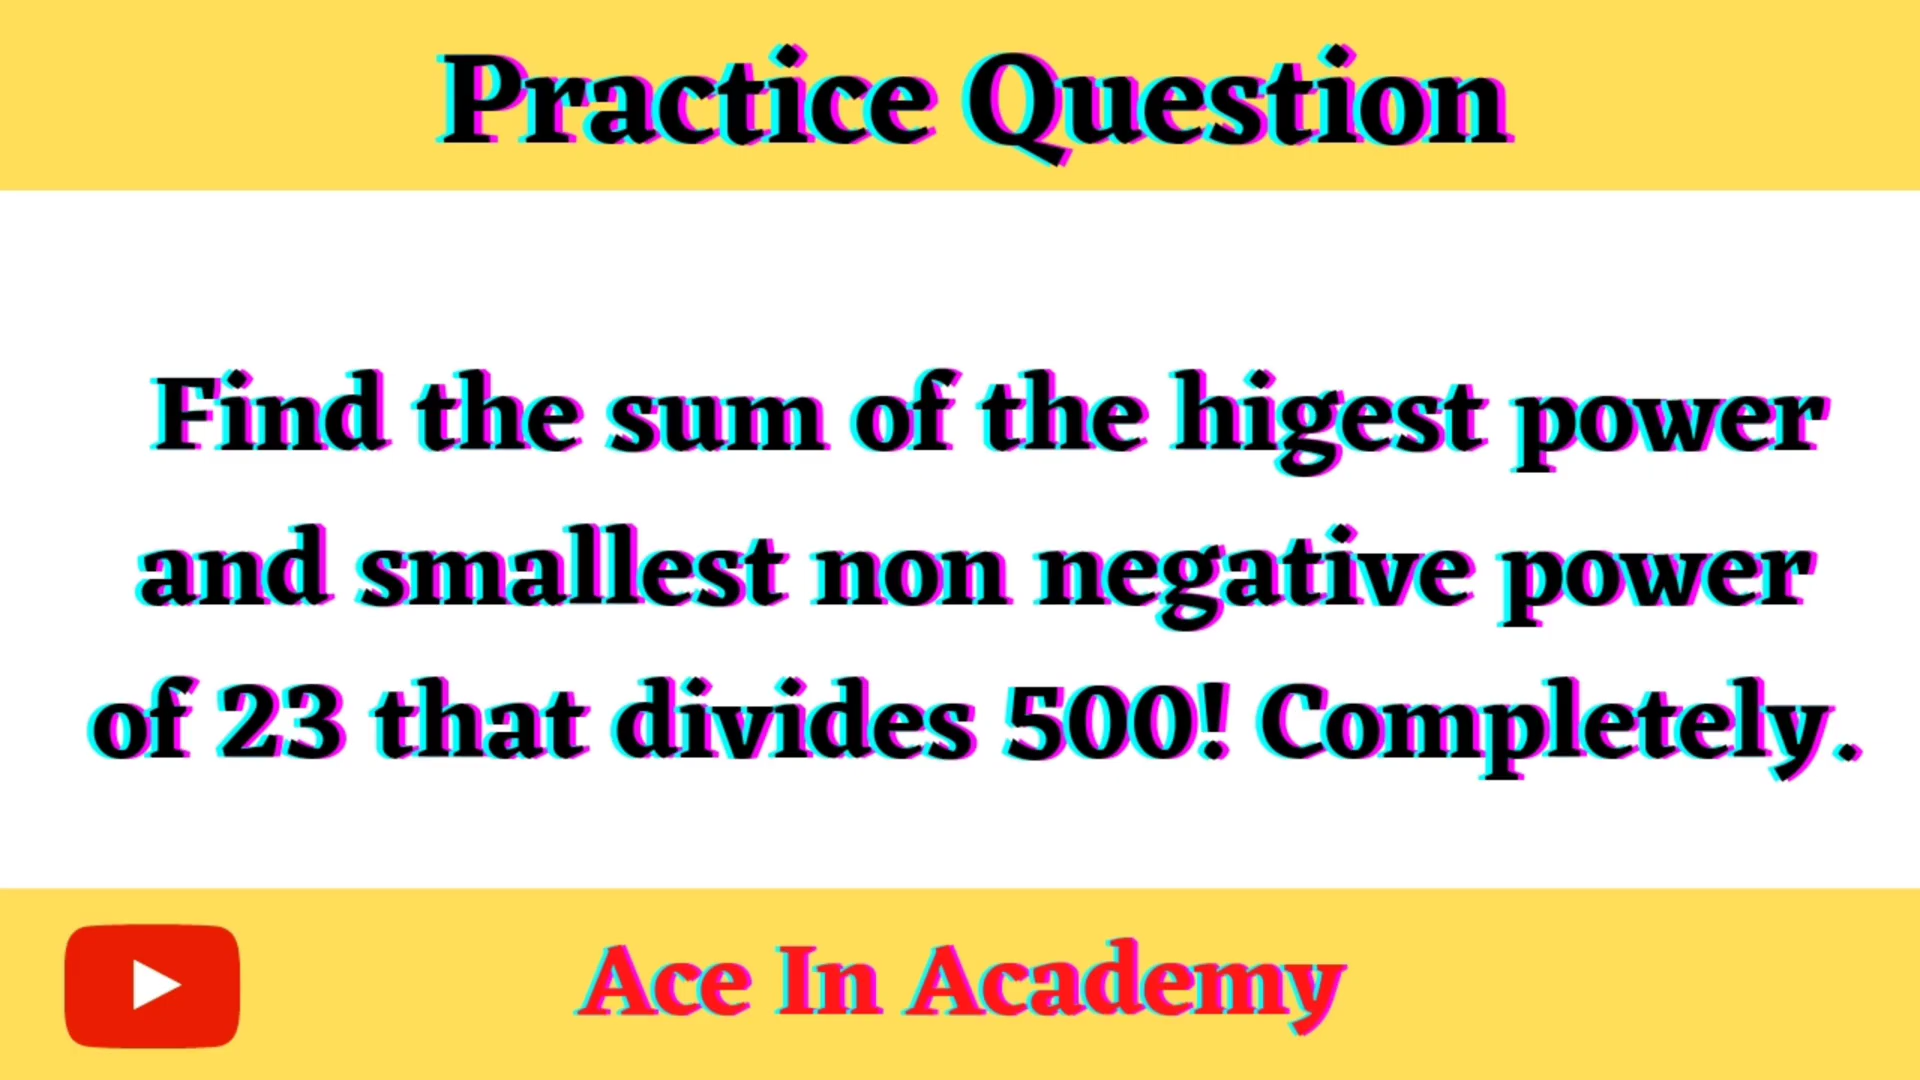 Practice Question
Find the sum of the higest power
and smallest non negative power
of 23 that divides 500! Completely.
Ace In Academy